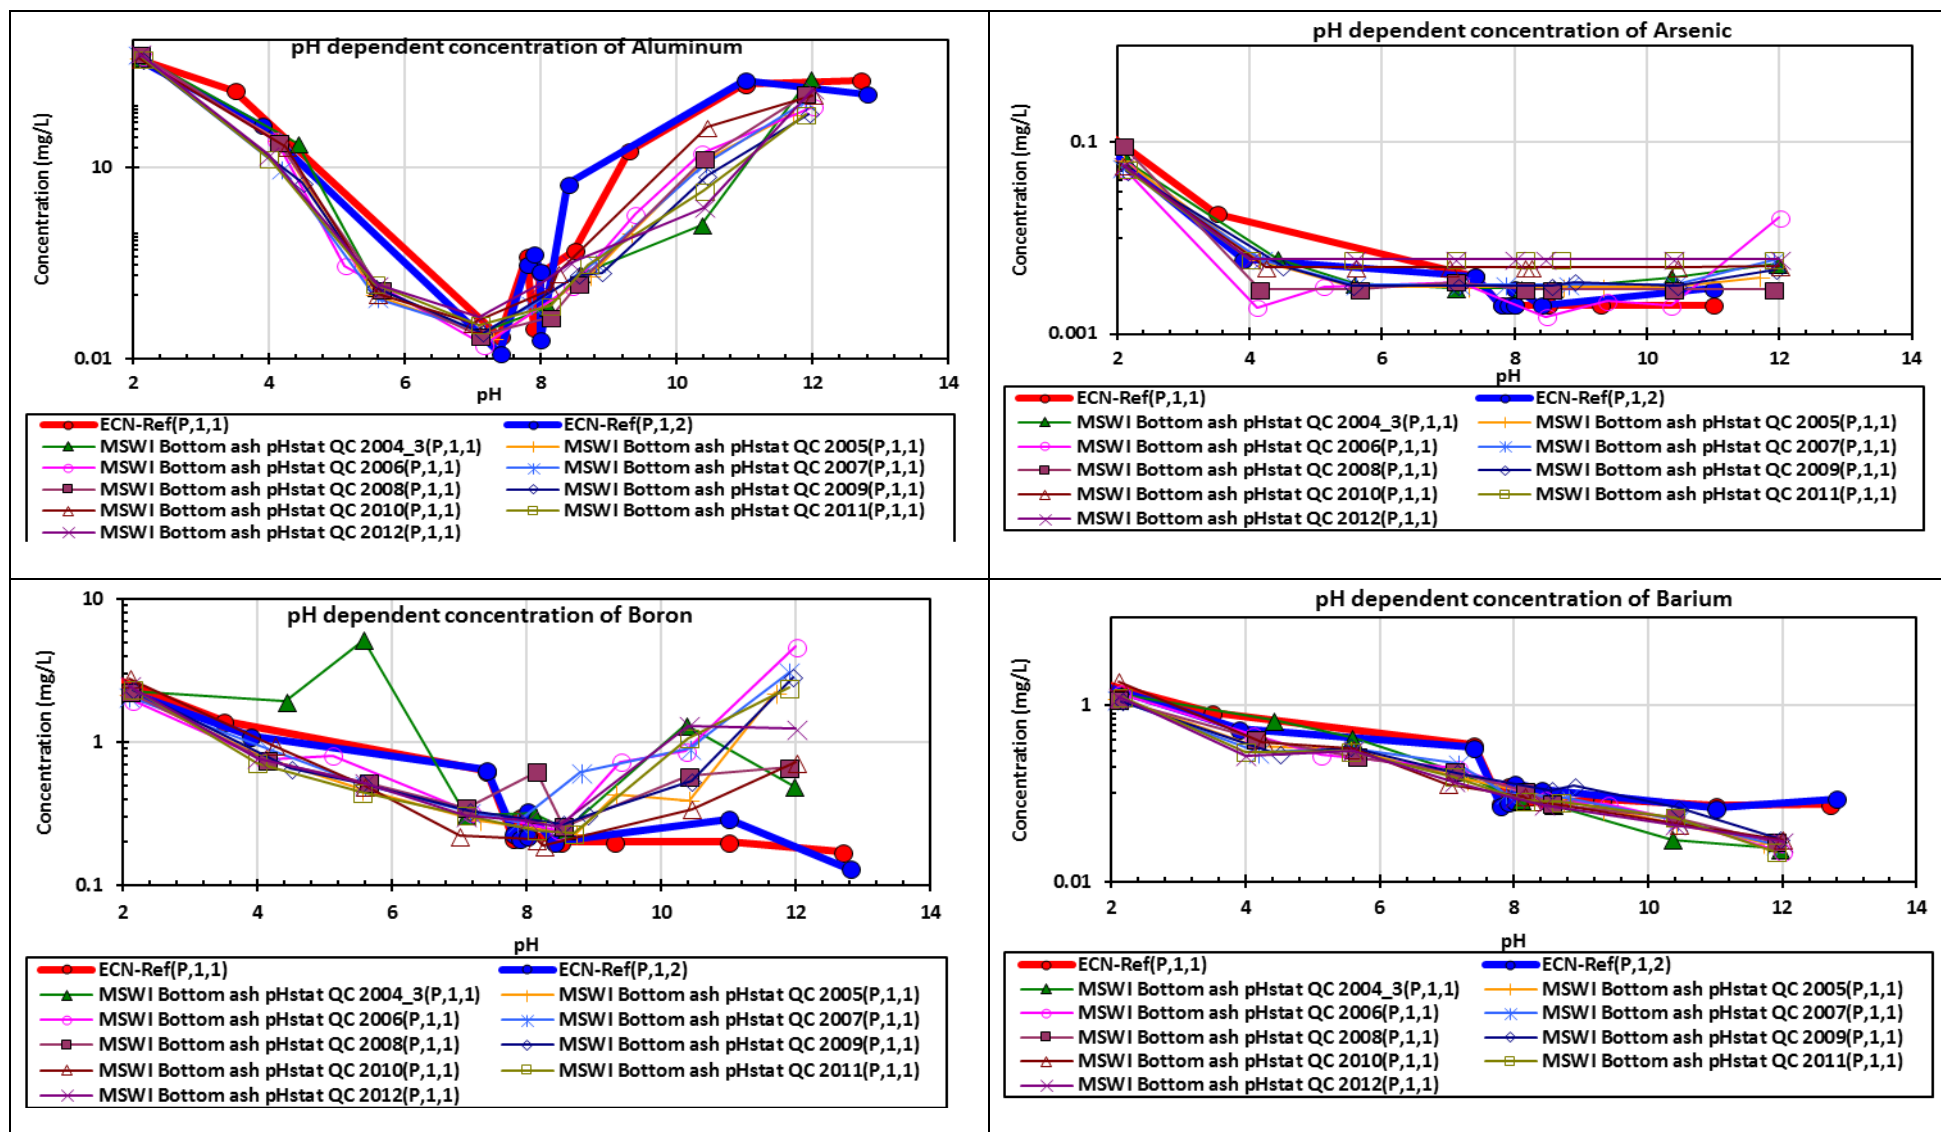 pH dependent concentration of Aluminum
Concentration (mg/L)
10
0.01
2 4 6 8 10 12 14
pH
ECN-Ref(P,1,1) ECN-Ref(P,1,2)
MSWI Bottom ash pHstat QC 2004_3(P,1,1) MSWI Bottom ash pHstat QC 2005(P,1,1)
MSWI Bottom ash pHstat QC 2006(P,1,1) MSWI Bottom ash pHstat QC 2007(P,1,1)
MSWI Bottom ash pHstat QC 2008(P,1,1) MSWI Bottom ash pHstat QC 2009(P,1,1)
MSWI Bottom ash pHstat QC 2010(P,1,1) MSWI Bottom ash pHstat QC 2011(P,1,1)
MSWI Bottom ash pHstat QC 2012(P,1,1)
pH dependent concentration of Arsenic
Concentration (mg/L)
0.1
0.001
2 4 6 8 10 12 14
pH
ECN-Ref(P,1,1) ECN-Ref(P,1,2)
MSWI Bottom ash pHstat QC 2004_3(P,1,1) MSWI Bottom ash pHstat QC 2005(P,1,1)
MSWI Bottom ash pHstat QC 2006(P,1,1) MSWI Bottom ash pHstat QC 2007(P,1,1)
MSWI Bottom ash pHstat QC 2008(P,1,1) MSWI Bottom ash pHstat QC 2009(P,1,1)
MSWI Bottom ash pHstat QC 2010(P,1,1) MSWI Bottom ash pHstat QC 2011(P,1,1)
MSWI Bottom ash pHstat QC 2012(P,1,1)
pH dependent concentration of Boron
Concentration (mg/L)
10
1
0.1
2 4 6 8 10 12 14
pH
ECN-Ref(P,1,1) ECN-Ref(P,1,2)
MSWI Bottom ash pHstat QC 2004_3(P,1,1) MSWI Bottom ash pHstat QC 2005(P,1,1)
MSWI Bottom ash pHstat QC 2006(P,1,1) MSWI Bottom ash pHstat QC 2007(P,1,1)
MSWI Bottom ash pHstat QC 2008(P,1,1) MSWI Bottom ash pHstat QC 2009(P,1,1)
MSWI Bottom ash pHstat QC 2010(P,1,1) MSWI Bottom ash pHstat QC 2011(P,1,1)
MSWI Bottom ash pHstat QC 2012(P,1,1)
pH dependent concentration of Barium
Concentration (mg/L)
1
0.01
2 4 6 8 10 12 14
pH
ECN-Ref(P,1,1) ECN-Ref(P,1,2)
MSWI Bottom ash pHstat QC 2004_3(P,1,1) MSWI Bottom ash pHstat QC 2005(P,1,1)
MSWI Bottom ash pHstat QC 2006(P,1,1) MSWI Bottom ash pHstat QC 2007(P,1,1)
MSWI Bottom ash pHstat QC 2008(P,1,1) MSWI Bottom ash pHstat QC 2009(P,1,1)
MSWI Bottom ash pHstat QC 2010(P,1,1) MSWI Bottom ash pHstat QC 2011(P,1,1)
MSWI Bottom ash pHstat QC 2012(P,1,1)